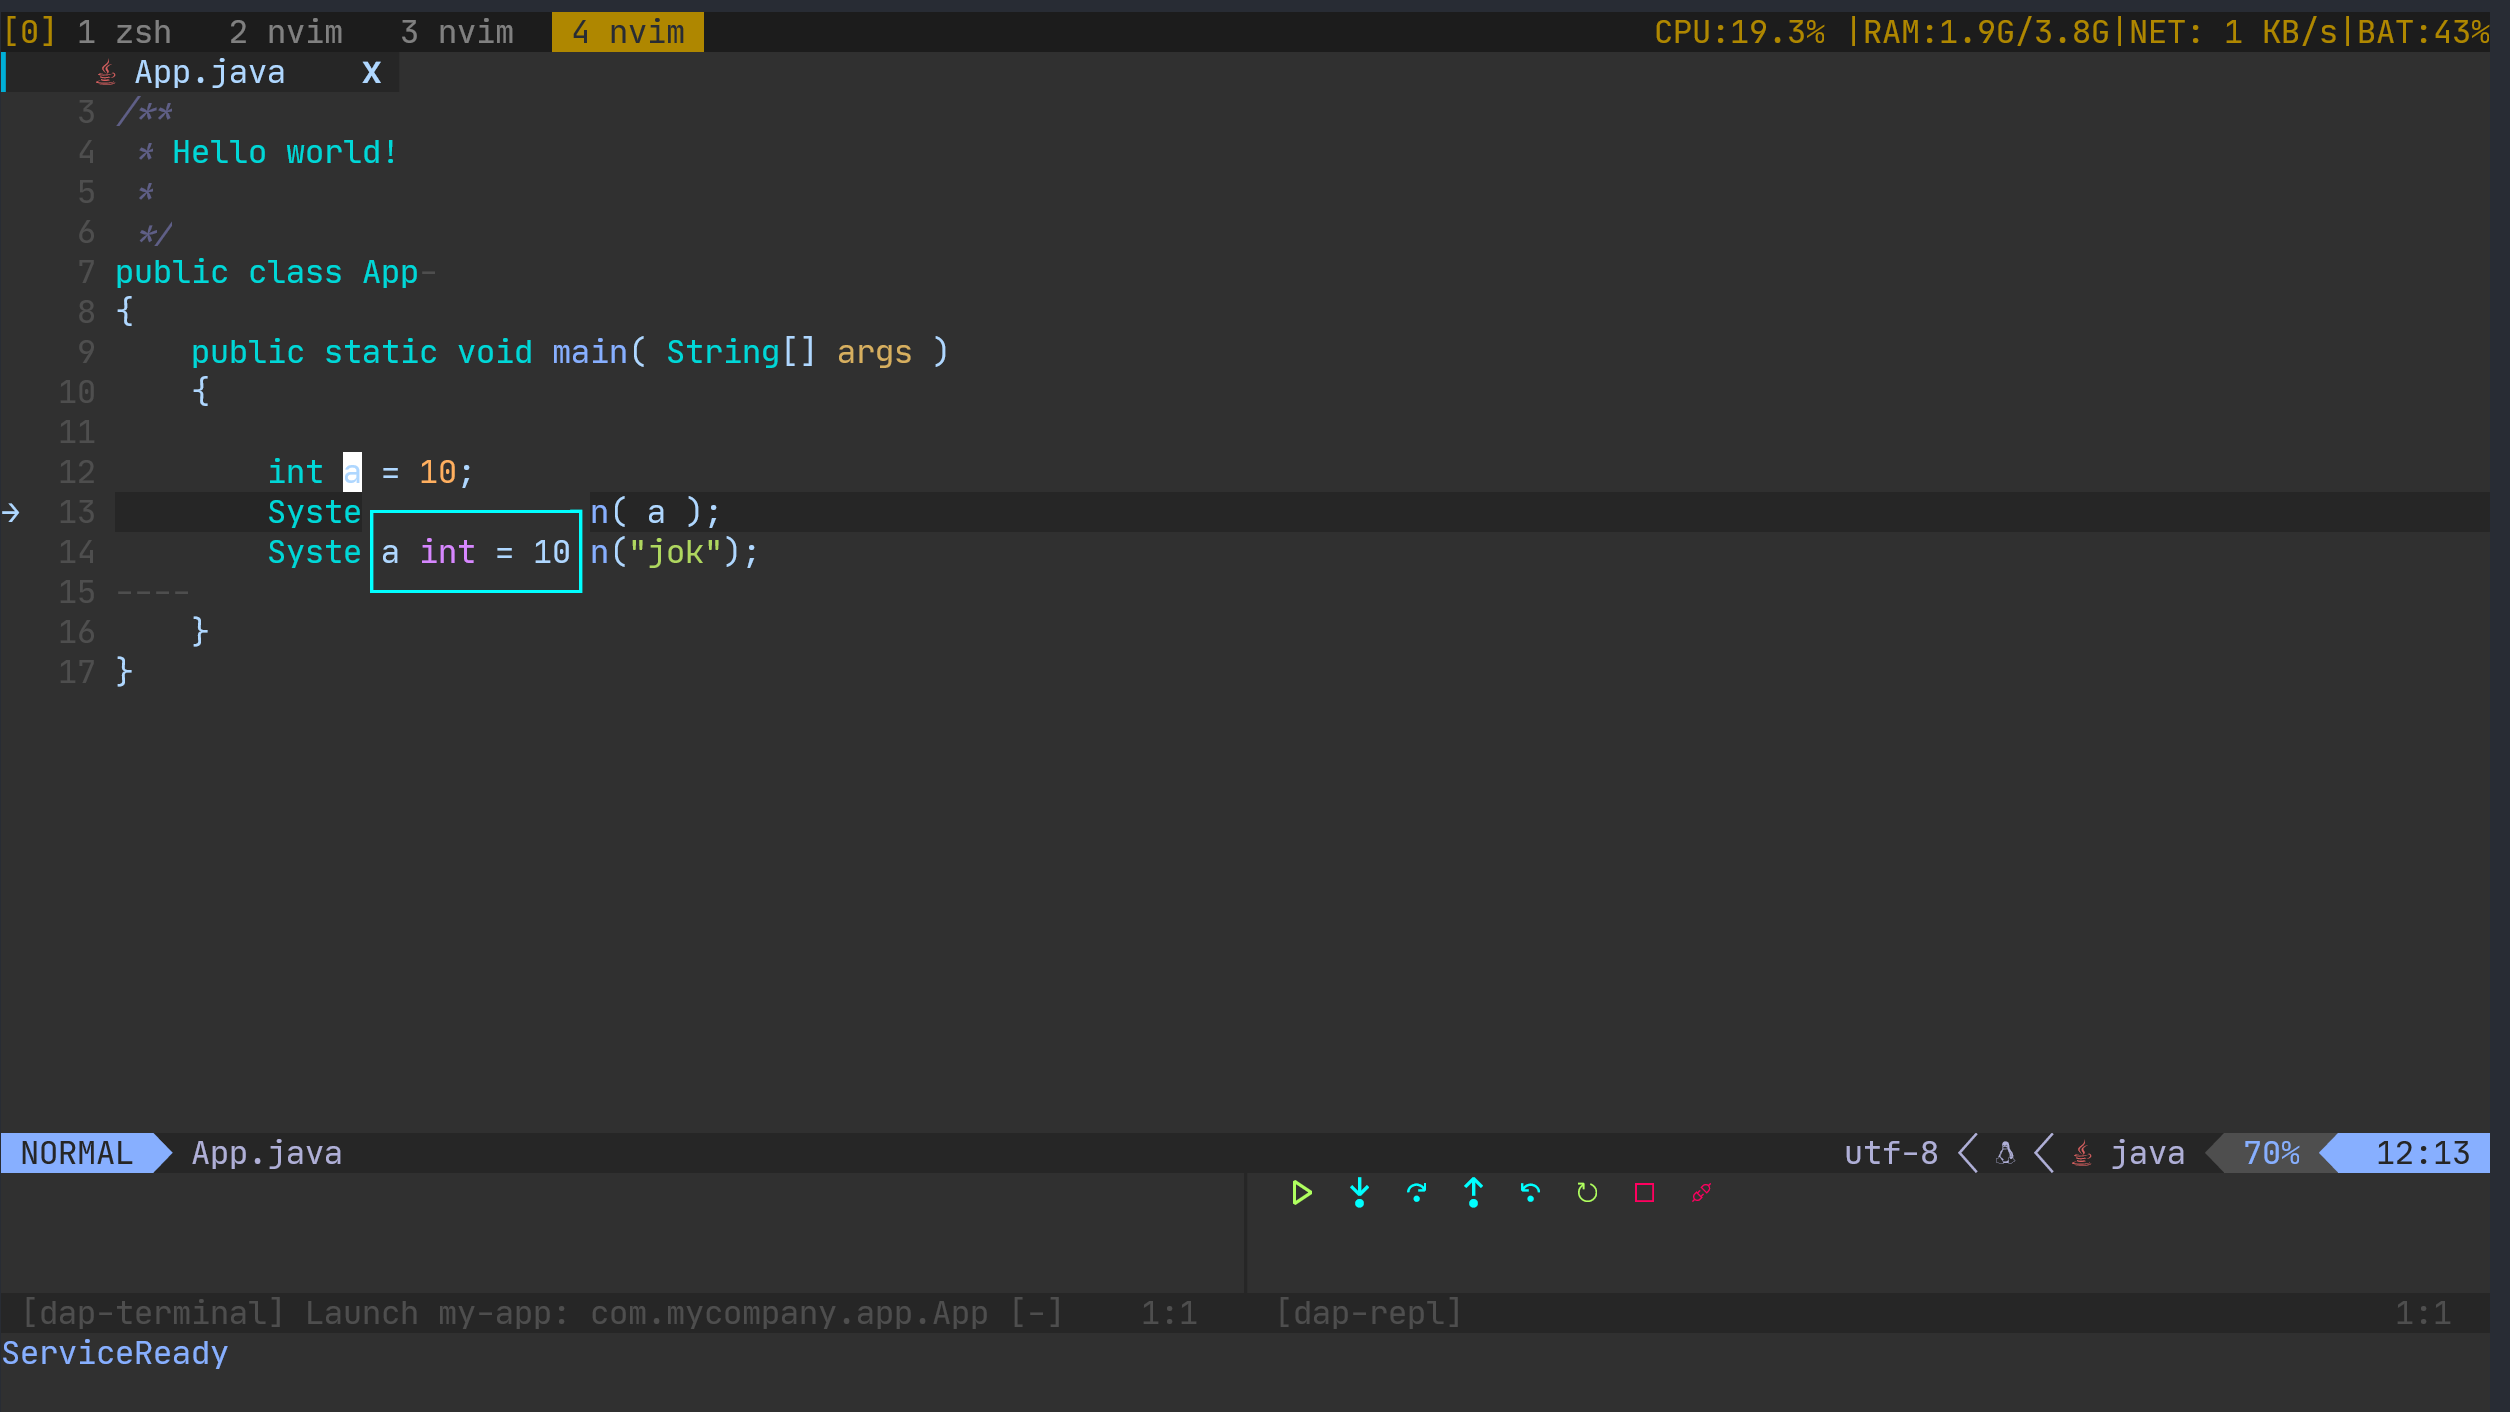 [0] 1 zsh 2 nvim 3 nvim 4 nvim CPU:19.3% |RAM:1.9G/3.8G|NET: 1 KB/s|BAT:43%
App.java X
3 /**
4 * Hello world!
5 *
6 */
7 public class App-
8 {
9 public static void main( String[] args )
10 {
11
12 int a = 10;
→ 13 Syste n( a );
14 Syste a int = 10 n("jok");
15 ----
16 }
17 }
NORMAL App.java utf-8 java 70% 12:13
[dap-terminal] Launch my-app: com.mycompany.app.App [-] 1:1 [dap-repl] 1:1
ServiceReady